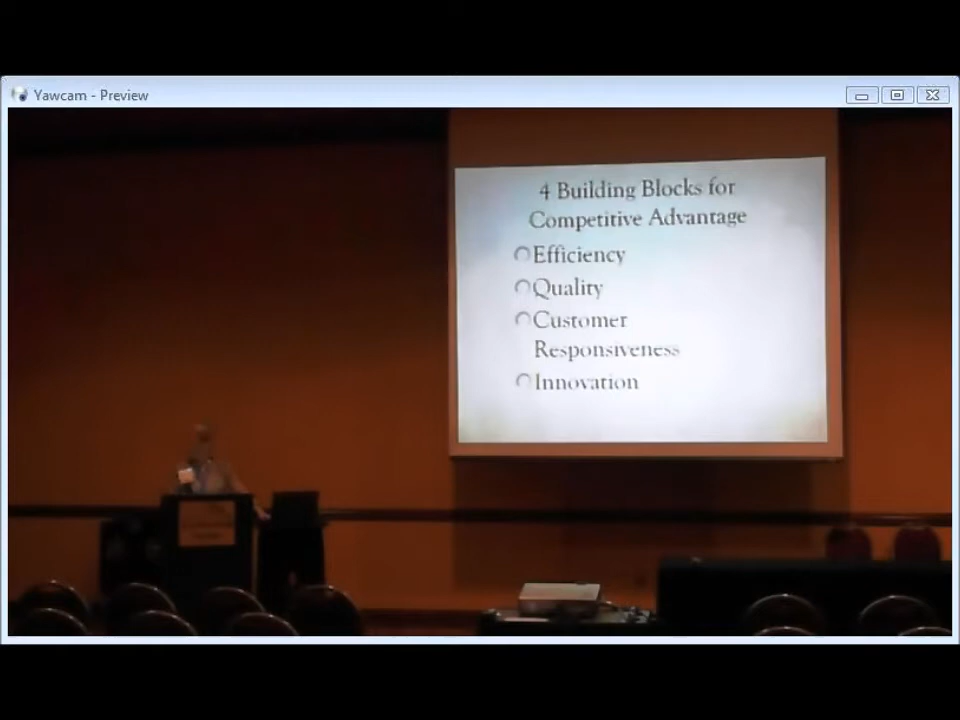 Yawcam - Preview
4 Building Blocks for
Competitive Advantage
Efficiency
Quality
Customer
Responsiveness
Innovation